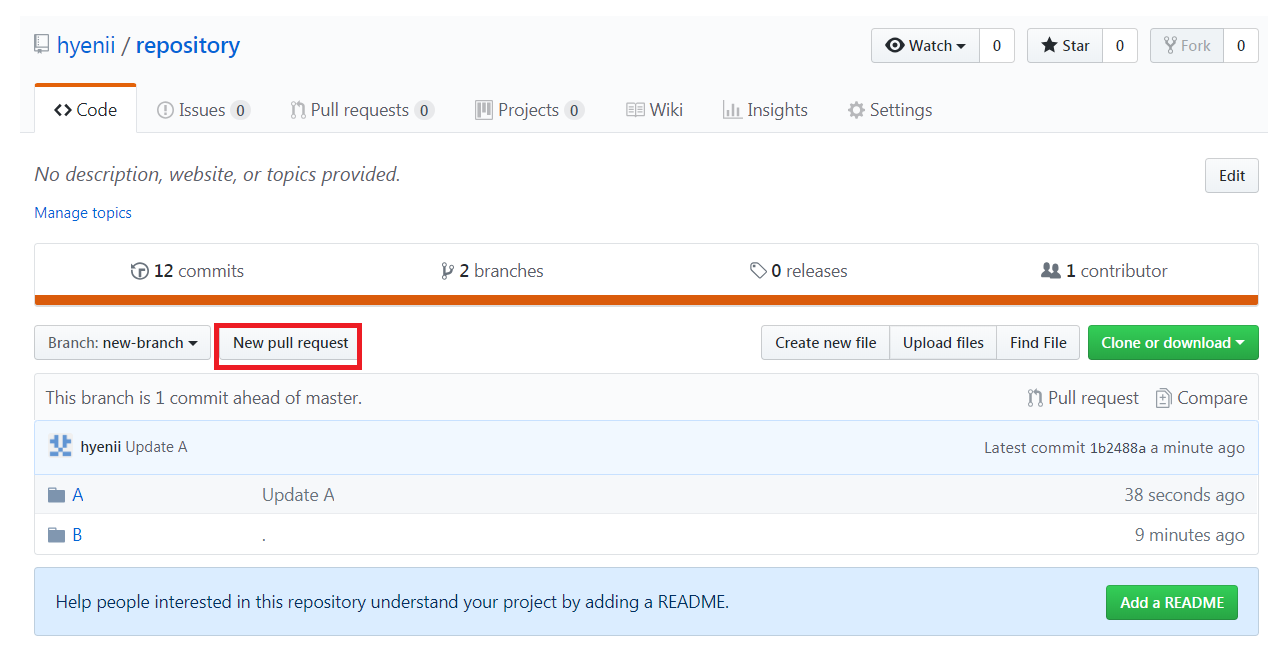 hyenii / repository
Watch 0 Star 0 Fork 0
Code Issues 0 Pull requests 0 Projects 0 Wiki Insights Settings
No description, website, or topics provided.
Edit
Manage topics
12 commits 2 branches 0 releases 1 contributor
Branch: new-branch New pull request Create new file Upload files Find File Clone or download
This branch is 1 commit ahead of master. Pull request Compare
hyenii Update A Latest commit 1b2488a a minute ago
A Update A 38 seconds ago
B . 9 minutes ago
Help people interested in this repository understand your project by adding a README. Add a README